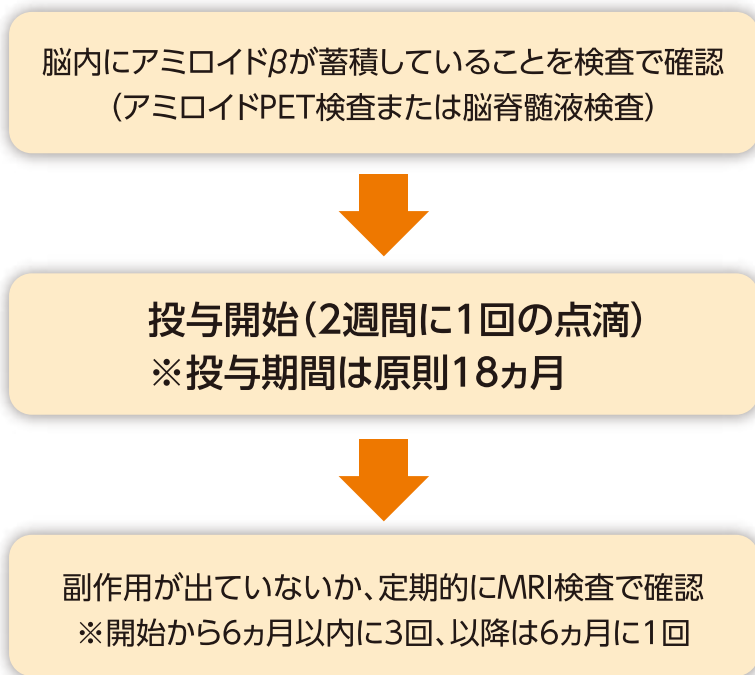 脳内にアミロイドβが蓄積していることを検査で確認
（アミロイドPET検査または脳脊髄液検査）
投与開始（2週間に1回の点滴）
※投与期間は原則18ヵ月
副作用が出ていないか、定期的にMRI検査で確認
※開始から6ヵ月以内に3回、以降は6ヵ月に1回